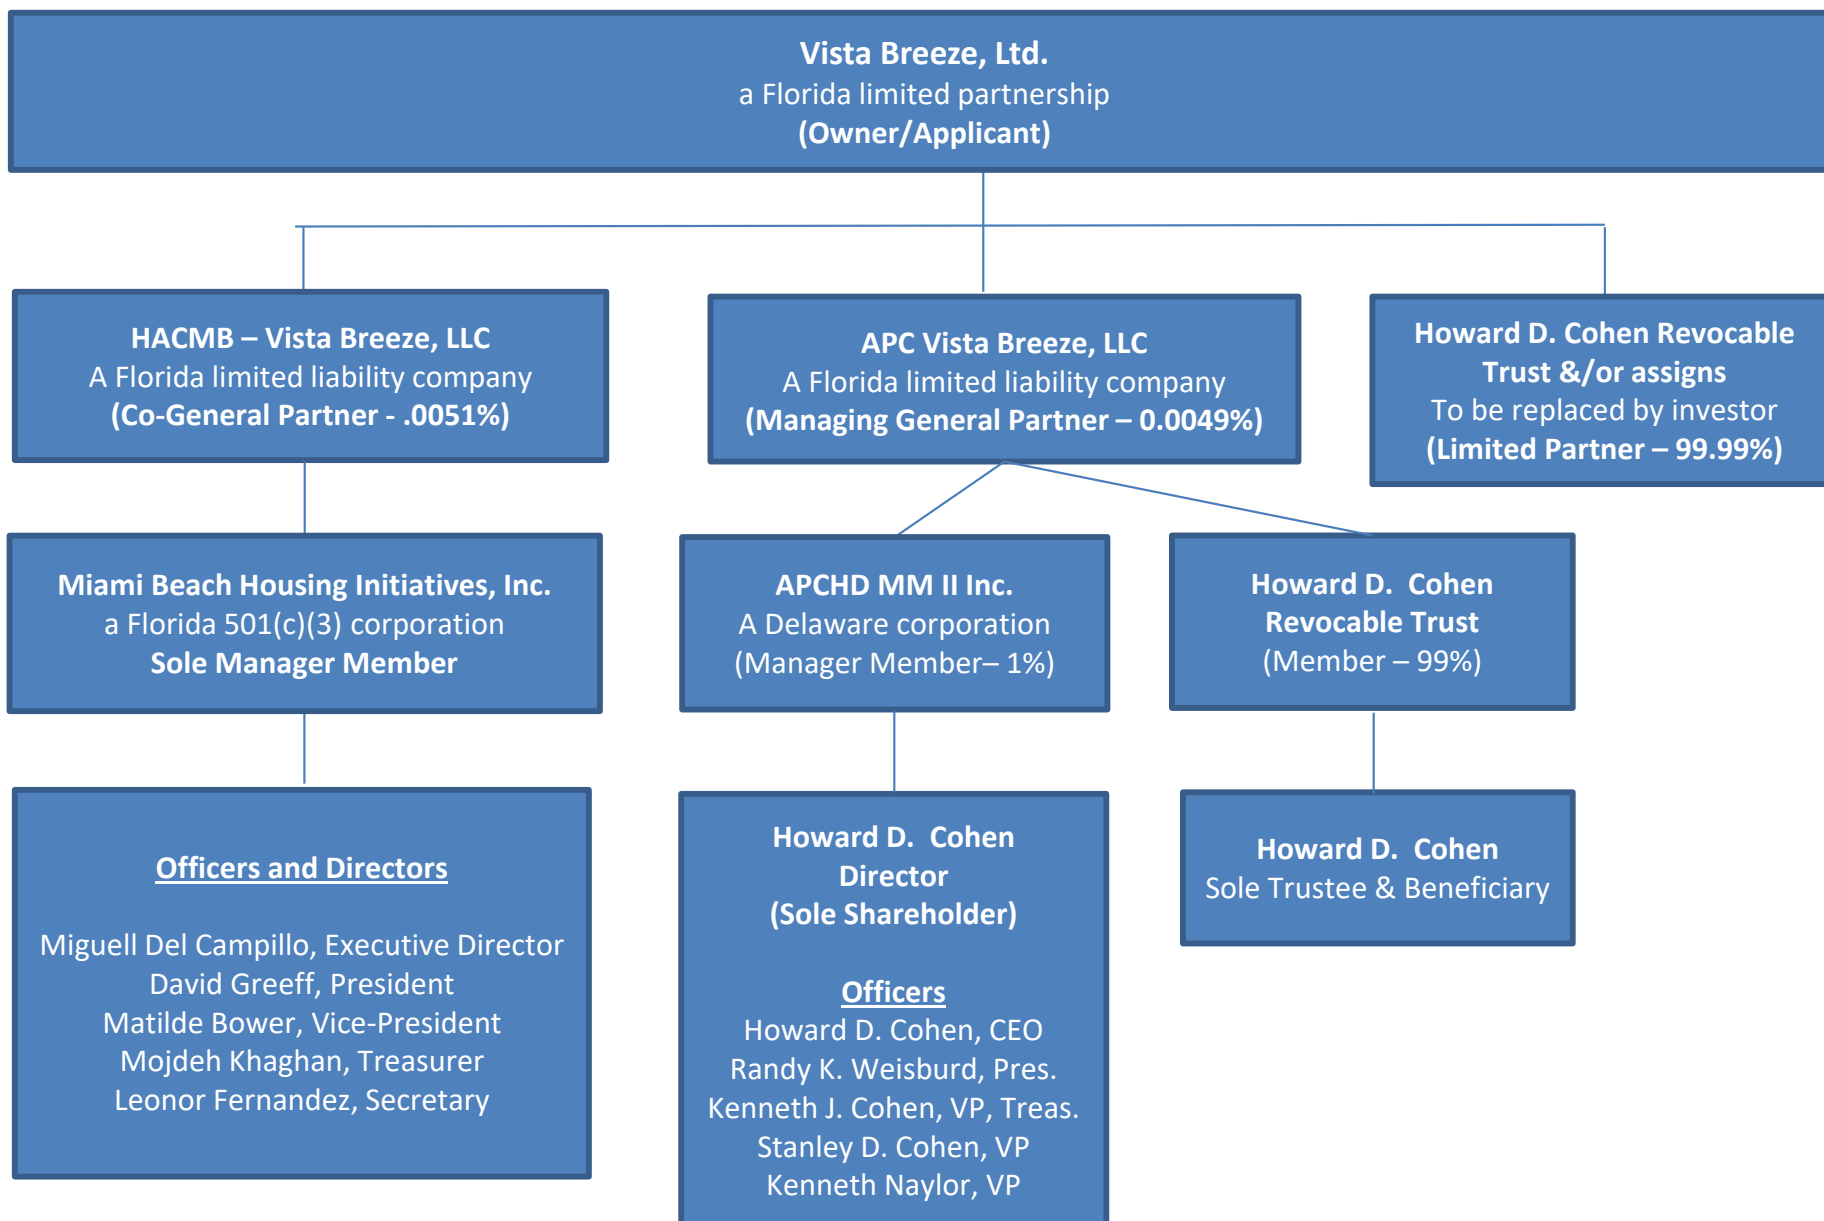 Vista Breeze, Ltd.
a Florida limited partnership
(Owner/Applicant)
HACMB – Vista Breeze, LLC
A Florida limited liability company
(Co-General Partner - .0051%)
APC Vista Breeze, LLC
A Florida limited liability company
(Managing General Partner – 0.0049%)
Howard D. Cohen Revocable
Trust &/or assigns
To be replaced by investor
(Limited Partner – 99.99%)
Miami Beach Housing Initiatives, Inc.
a Florida 501(c)(3) corporation
Sole Manager Member
APCHD MM II Inc.
A Delaware corporation
(Manager Member– 1%)
Howard D.  Cohen
Revocable Trust
(Member – 99%)
Officers and Directors
Miguell Del Campillo, Executive Director
David Greeff, President
Matilde Bower, Vice-President
Mojdeh Khaghan, Treasurer
Leonor Fernandez, Secretary
Howard D.  Cohen
Director
(Sole Shareholder)
Officers
Howard D. Cohen, CEO
Randy K. Weisburd, Pres.
Kenneth J. Cohen, VP, Treas.
Stanley D. Cohen, VP
Kenneth Naylor, VP
Howard D.  Cohen
Sole Trustee & Beneficiary